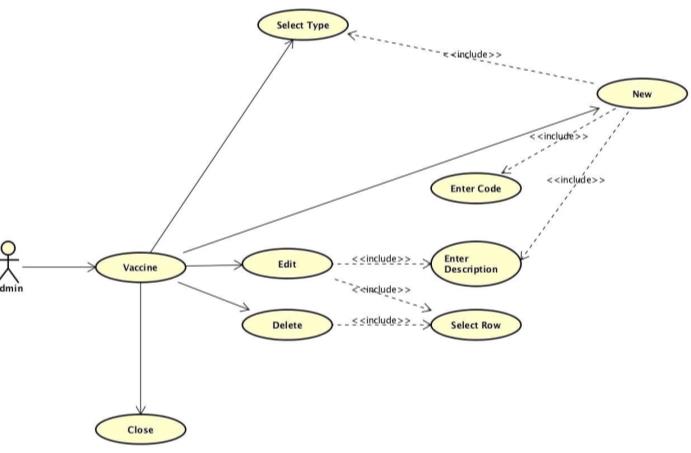 Select Type
<<include>>
New
<<include>>
Enter Code
<<include>>
dmin
Vaccine
Edit
<<include>>
Enter
Description
<<include>>
Delete
<<include>>
Select Row
Close